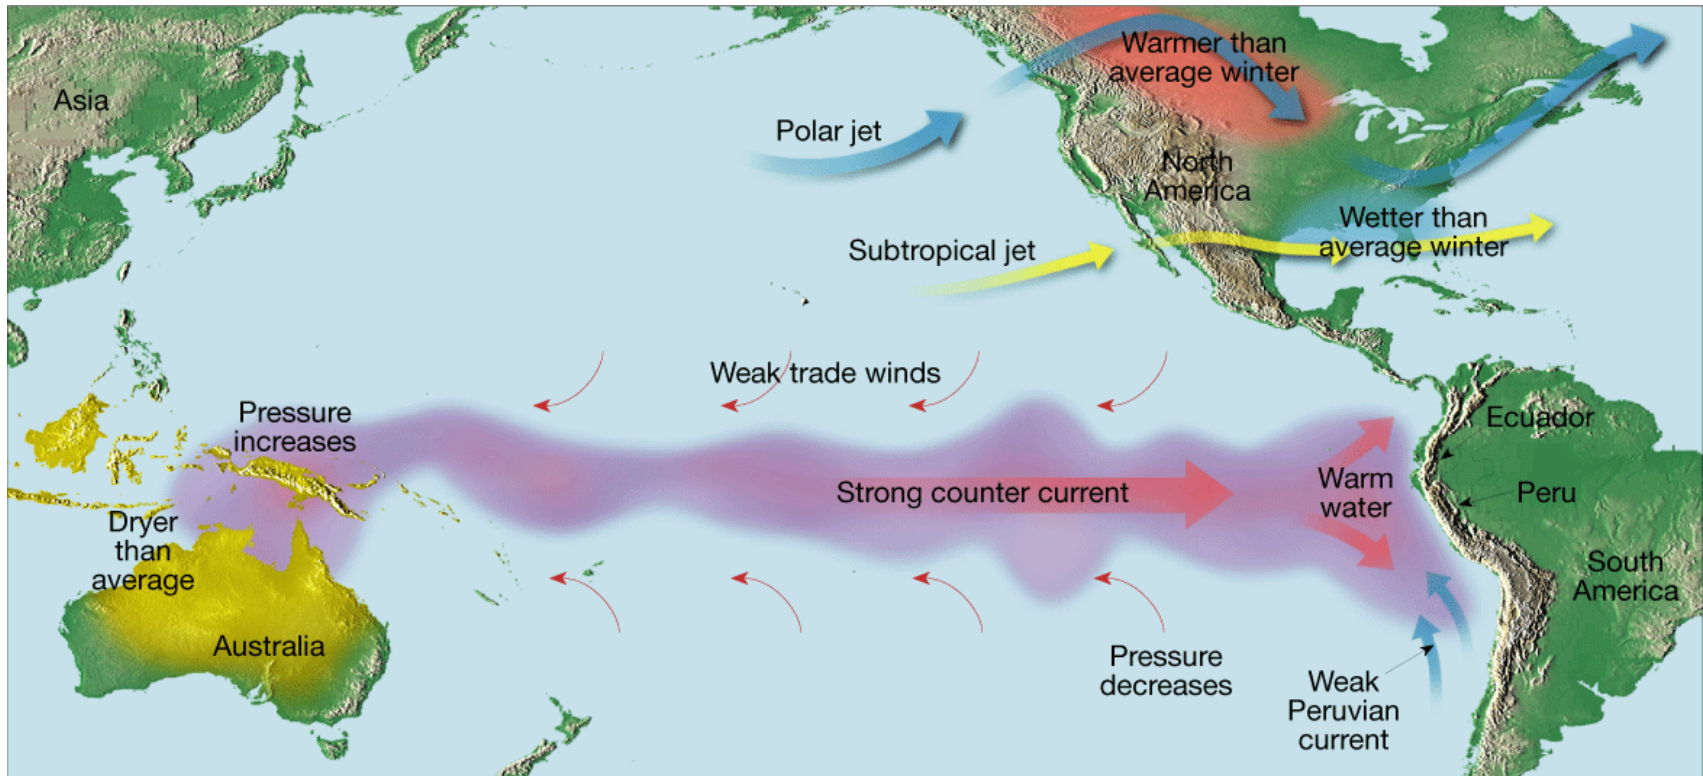 Warmer than
average winter
Asia
Polar jet
North
America
Wetter than
average winter
Subtropical jet
Weak trade winds
Pressure
increases
Ecuador
Strong counter current
Warm
water
Peru
Dryer
than
average
South
America
Australia
Pressure
decreases
Weak
Peruvian
current